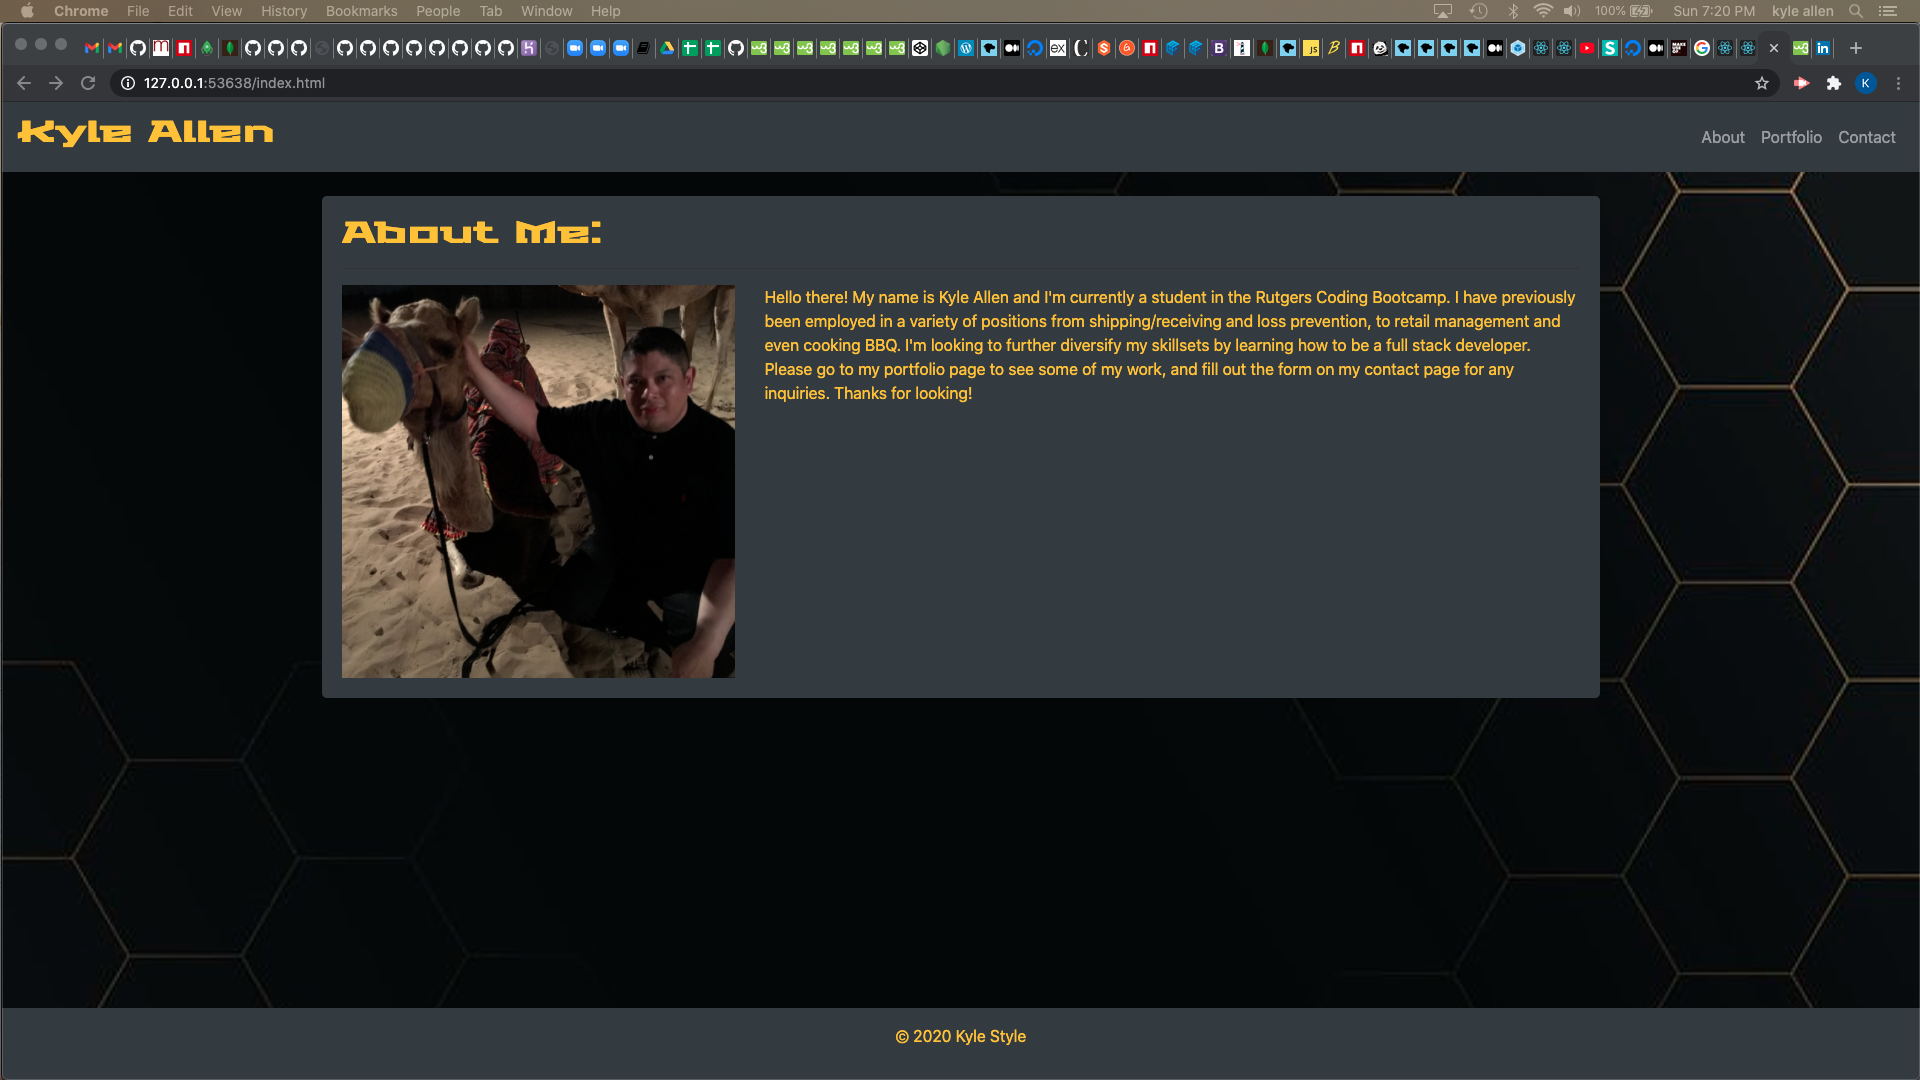 Chrome File Edit View History Bookmarks People Tab Window Help 100% Sun 7:20 PM kyle allen
127.0.0.1:53638/index.html K
Kyle Allen
About Portfolio Contact
About Me:
Hello there! My name is Kyle Allen and I'm currently a student in the Rutgers Coding Bootcamp. I have previously
been employed in a variety of positions from shipping/receiving and loss prevention, to retail management and
even cooking BBQ. I'm looking to further diversify my skillsets by learning how to be a full stack developer.
Please go to my portfolio page to see some of my work, and fill out the form on my contact page for any
inquiries. Thanks for looking!
© 2020 Kyle Style